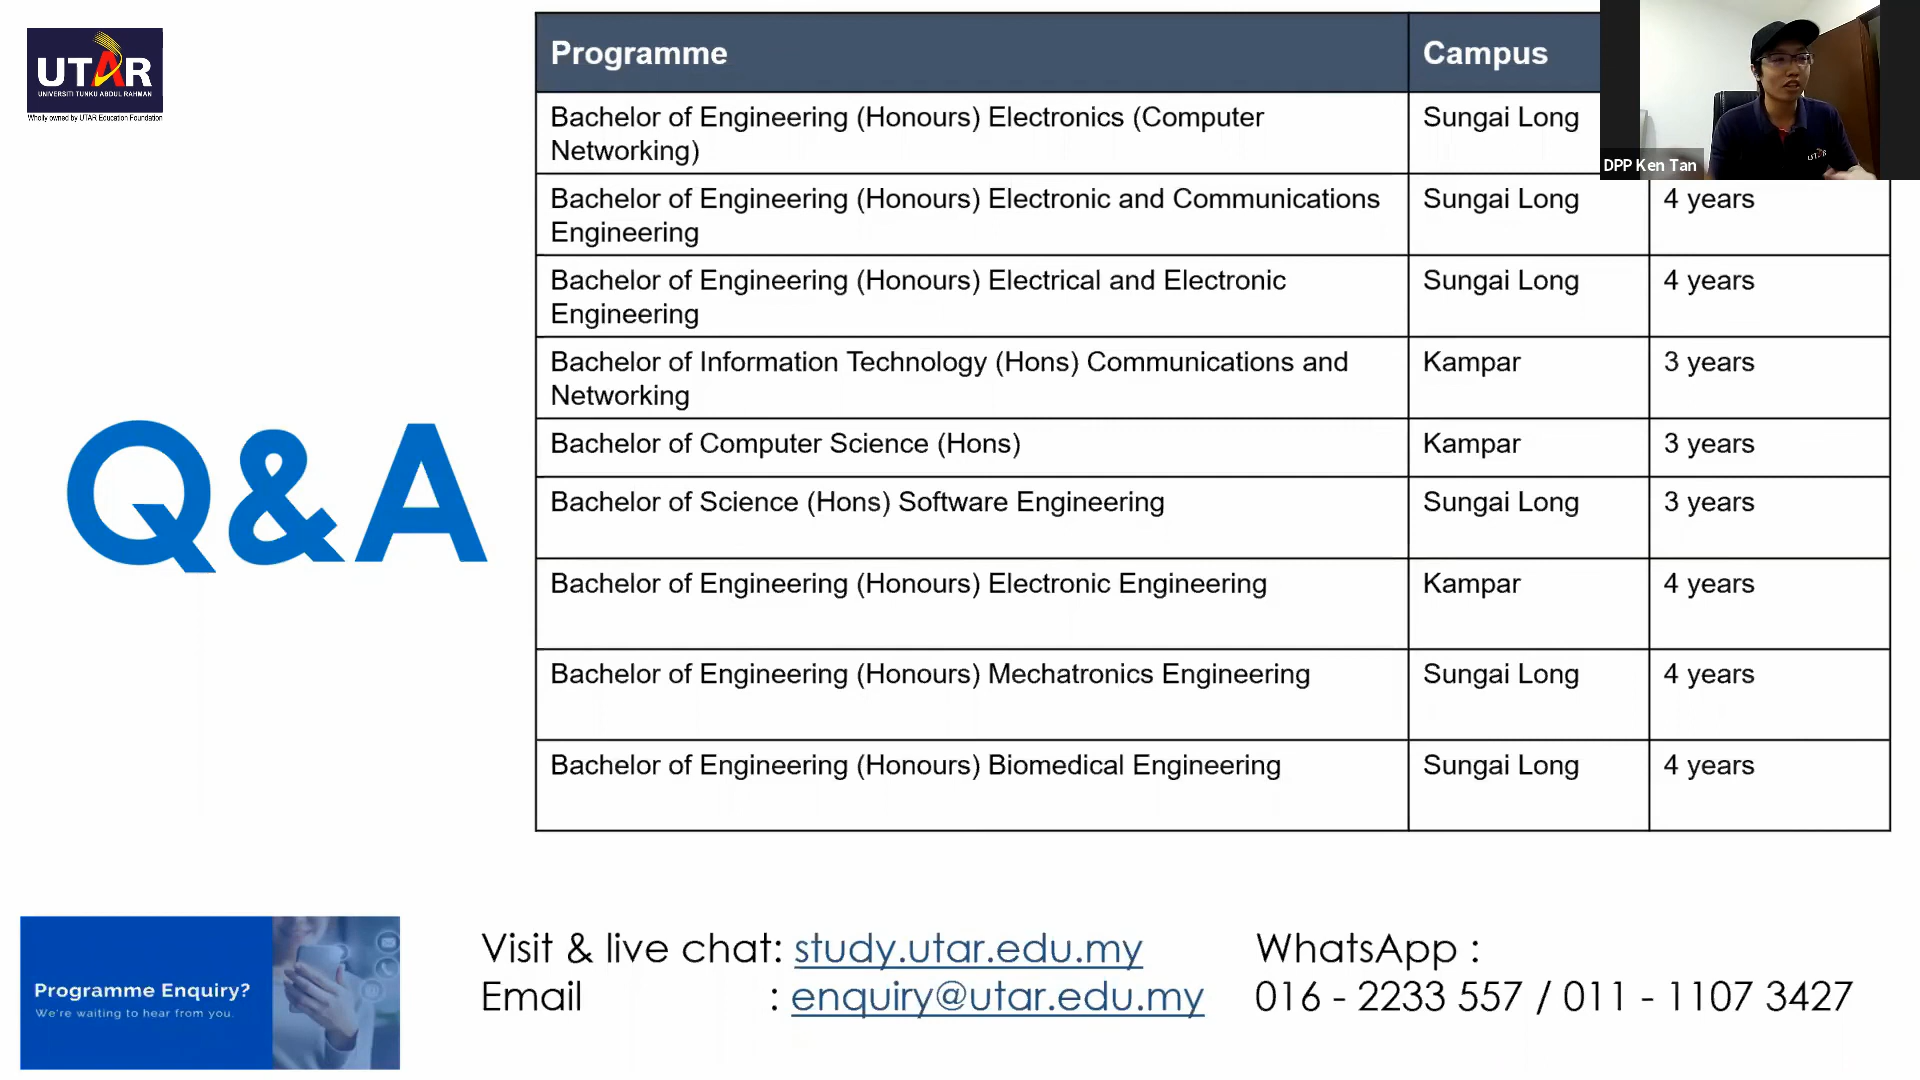 UTAR
UNIVERSITI TUNKU ABDUL RAHMAN
Wholly owned by UTAR Education Foundation
Programme Campus
Bachelor of Engineering (Honours) Electronics (Computer
Networking)
Sungai Long
Bachelor of Engineering (Honours) Electronic and Communications
Engineering
Sungai Long
4 years
Bachelor of Engineering (Honours) Electrical and Electronic
Engineering
Sungai Long
4 years
Bachelor of Information Technology (Hons) Communications and
Networking
Kampar
3 years
Bachelor of Computer Science (Hons)
Kampar
3 years
Bachelor of Science (Hons) Software Engineering
Sungai Long
3 years
Bachelor of Engineering (Honours) Electronic Engineering
Kampar
4 years
Bachelor of Engineering (Honours) Mechatronics Engineering
Sungai Long
4 years
Bachelor of Engineering (Honours) Biomedical Engineering
Sungai Long
4 years
UTAR
DPP Ken Tan
Q&A
Programme Enquiry?
We're waiting to hear from you.
Visit & live chat: study.utar.edu.my
Email : enquiry@utar.edu.my
WhatsApp :
016 - 2233 557 / 011 - 1107 3427